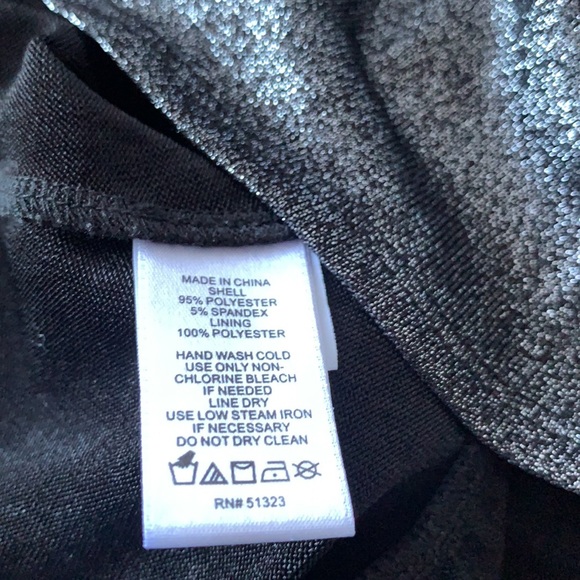 MADE IN CHINA
SHELL
95% POLYESTER
5% SPANDEX
LINING
100% POLYESTER
HAND WASH COLD
USE ONLY NON-
CHLORINE BLEACH
IF NEEDED
LINE DRY
USE LOW STEAM IRON
IF NECESSARY
DO NOT DRY CLEAN
RN# 51323